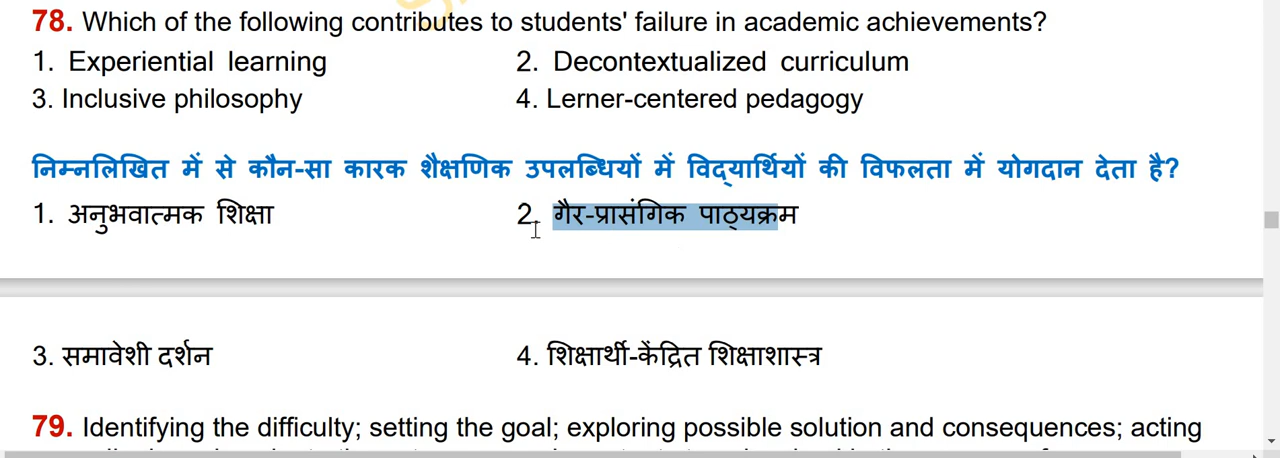 78. Which of the following contributes to students' failure in academic achievements?
1. Experiential learning 2. Decontextualized curriculum
3. Inclusive philosophy 4. Lerner-centered pedagogy
निम्नलिखित में से कौन-सा कारक शैक्षणिक उपलब्धियों में विद्यार्थियों की विफलता में योगदान देता है?
1. अनुभवात्मक शिक्षा 2. गैर-प्रासंगिक पाठ्यक्रम
3. समावेशी दर्शन 4. शिक्षार्थी-केंद्रित शिक्षाशास्त्र
79. Identifying the difficulty; setting the goal; exploring possible solution and consequences; acting